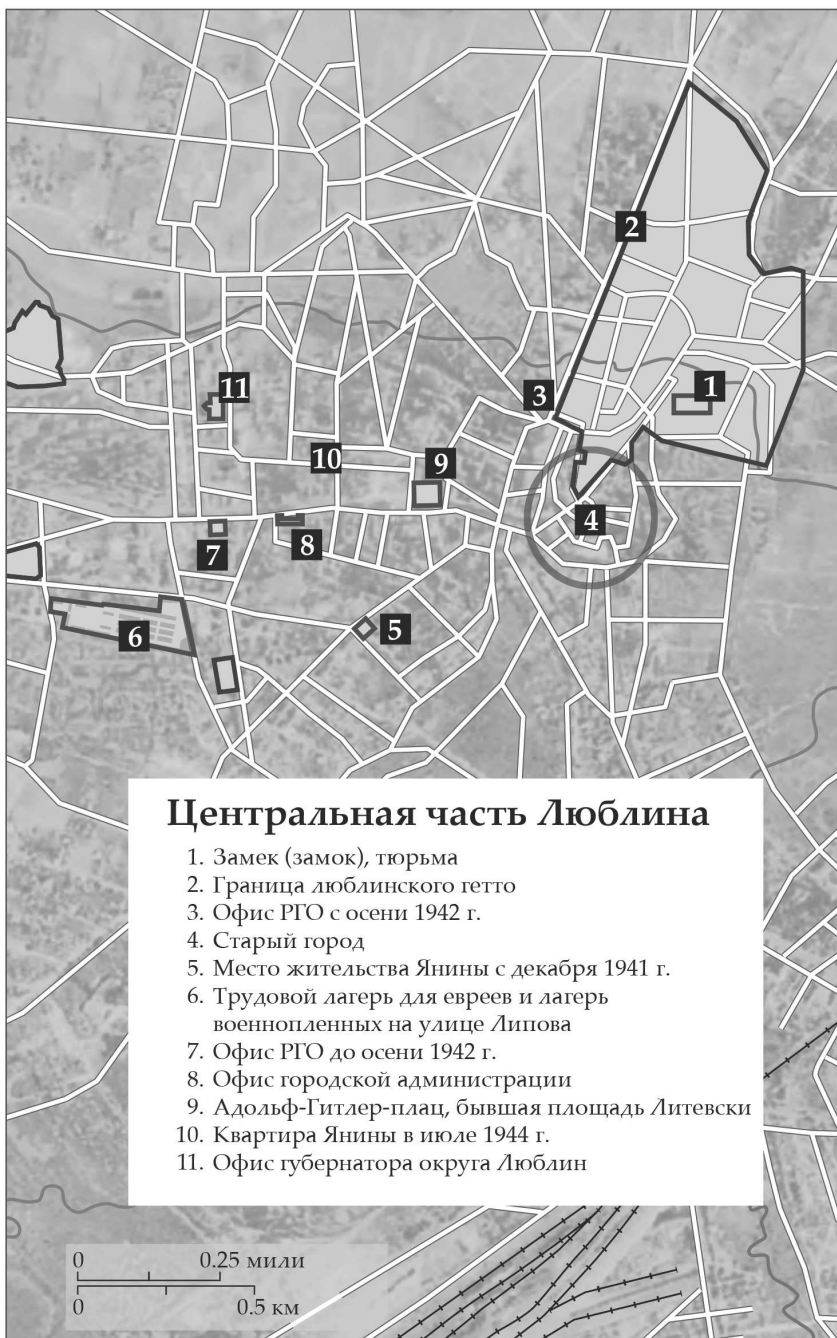 2
1
3
11
10
9
4
7
8
5
6
Центральная часть Люблина
1. Замек (замок), тюрьма
2. Граница люблинского гетто
3. Офис РГО с осени 1942 г.
4. Старый город
5. Место жительства Янины с декабря 1941 г.
6. Трудовой лагерь для евреев и лагерь
военнопленных на улице Липова
7. Офис РГО до осени 1942 г.
8. Офис городской администрации
9. Адольф-Гитлер-плац, бывшая площадь Литевски
10. Квартира Янины в июле 1944 г.
11. Офис губернатора округа Люблин
0 0.25 мили
0 0.5 км